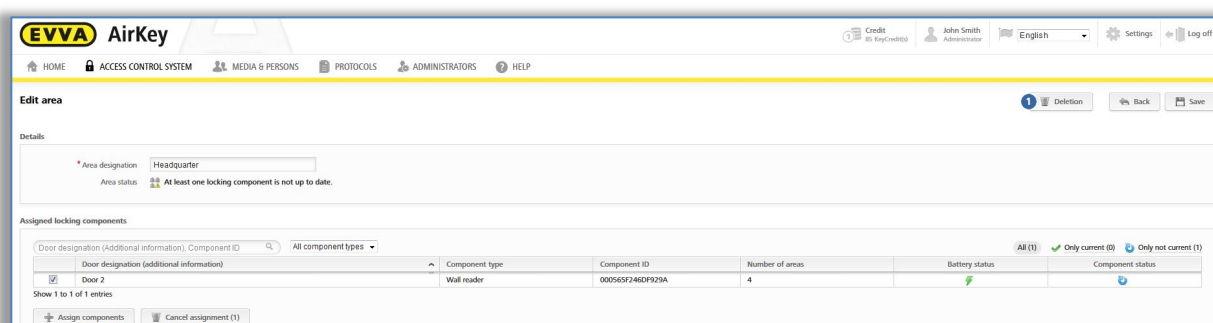 EVVA AirKey
1 Credit
85 KeyCredit(s)
John Smith
Administrator
English
Settings
Log off
HOME ACCESS CONTROL SYSTEM MEDIA & PERSONS PROTOCOLS ADMINISTRATORS ? HELP
Edit area
1 Deletion Back Save
Details
* Area designation Headquarter
Area status At least one locking component is not up to date.
Assigned locking components
Door designation (Additional information), Component ID All component types All (1) Only current (0) Only not current (1)
Door designation (additional information) Component type Component ID Number of areas Battery status Component status
Door 2 Wall reader 000565F246DF929A 4
Show 1 to 1 of 1 entries
Assign components Cancel assignment (1)